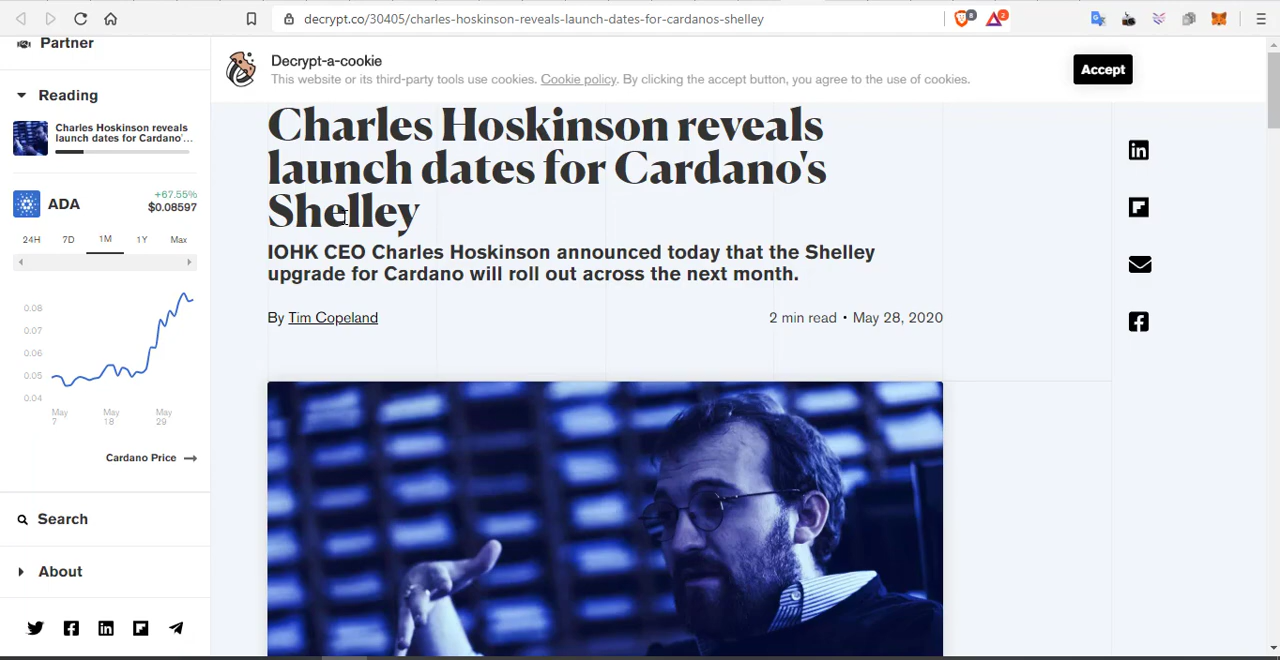 decrypt.co/30405/charles-hoskinson-reveals-launch-dates-for-cardanos-shelley
8
2
Partner
Reading
Charles Hoskinson reveals
launch dates for Cardano'...
ADA
+67.55%
$0.08597
24H 7D 1M 1Y Max
0.08
0.07
0.06
0.05
0.04
May
7
May
18
May
29
Cardano Price
Search
About
Decrypt-a-cookie
This website or its third-party tools use cookies. Cookie policy. By clicking the accept button, you agree to the use of cookies.
Accept
Charles Hoskinson reveals
launch dates for Cardano's
Shelley
IOHK CEO Charles Hoskinson announced today that the Shelley
upgrade for Cardano will roll out across the next month.
By Tim Copeland
2 min read • May 28, 2020